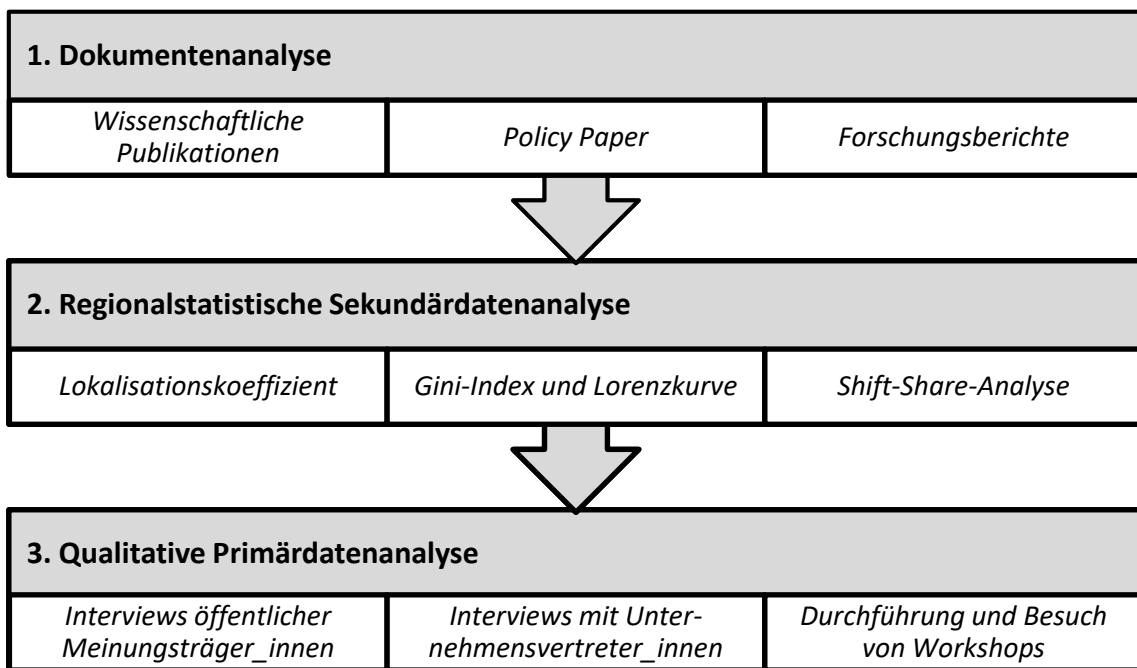 1. Dokumentenanalyse
Wissenschaftliche
Publikationen
Policy Paper
Forschungsberichte
2. Regionalstatistische Sekundärdatenanalyse
Lokalisationskoeffizient
Gini-Index und Lorenzkurve
Shift-Share-Analyse
3. Qualitative Primärdatenanalyse
Interviews öffentlicher
Meinungsträger_innen
Interviews mit Unter-
nehmensvertreter_innen
Durchführung und Besuch
von Workshops